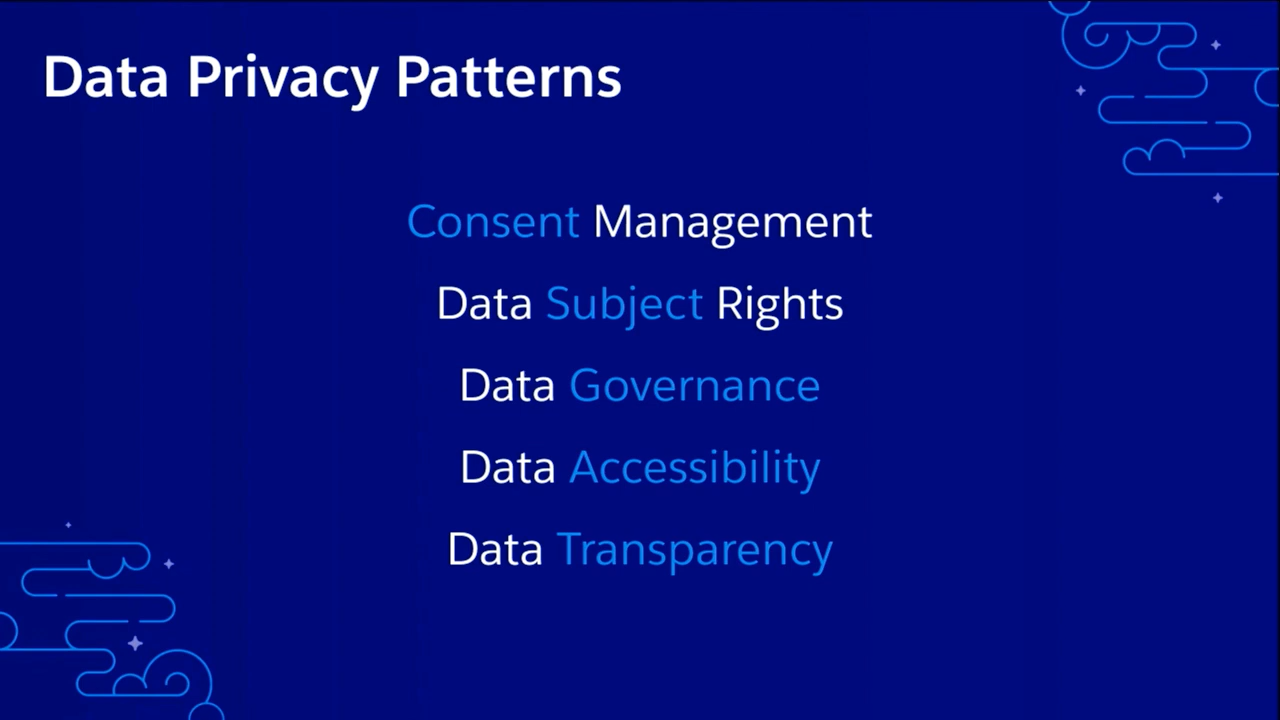 Data Privacy Patterns
Consent Management
Data Subject Rights
Data Governance
Data Accessibility
Data Transparency